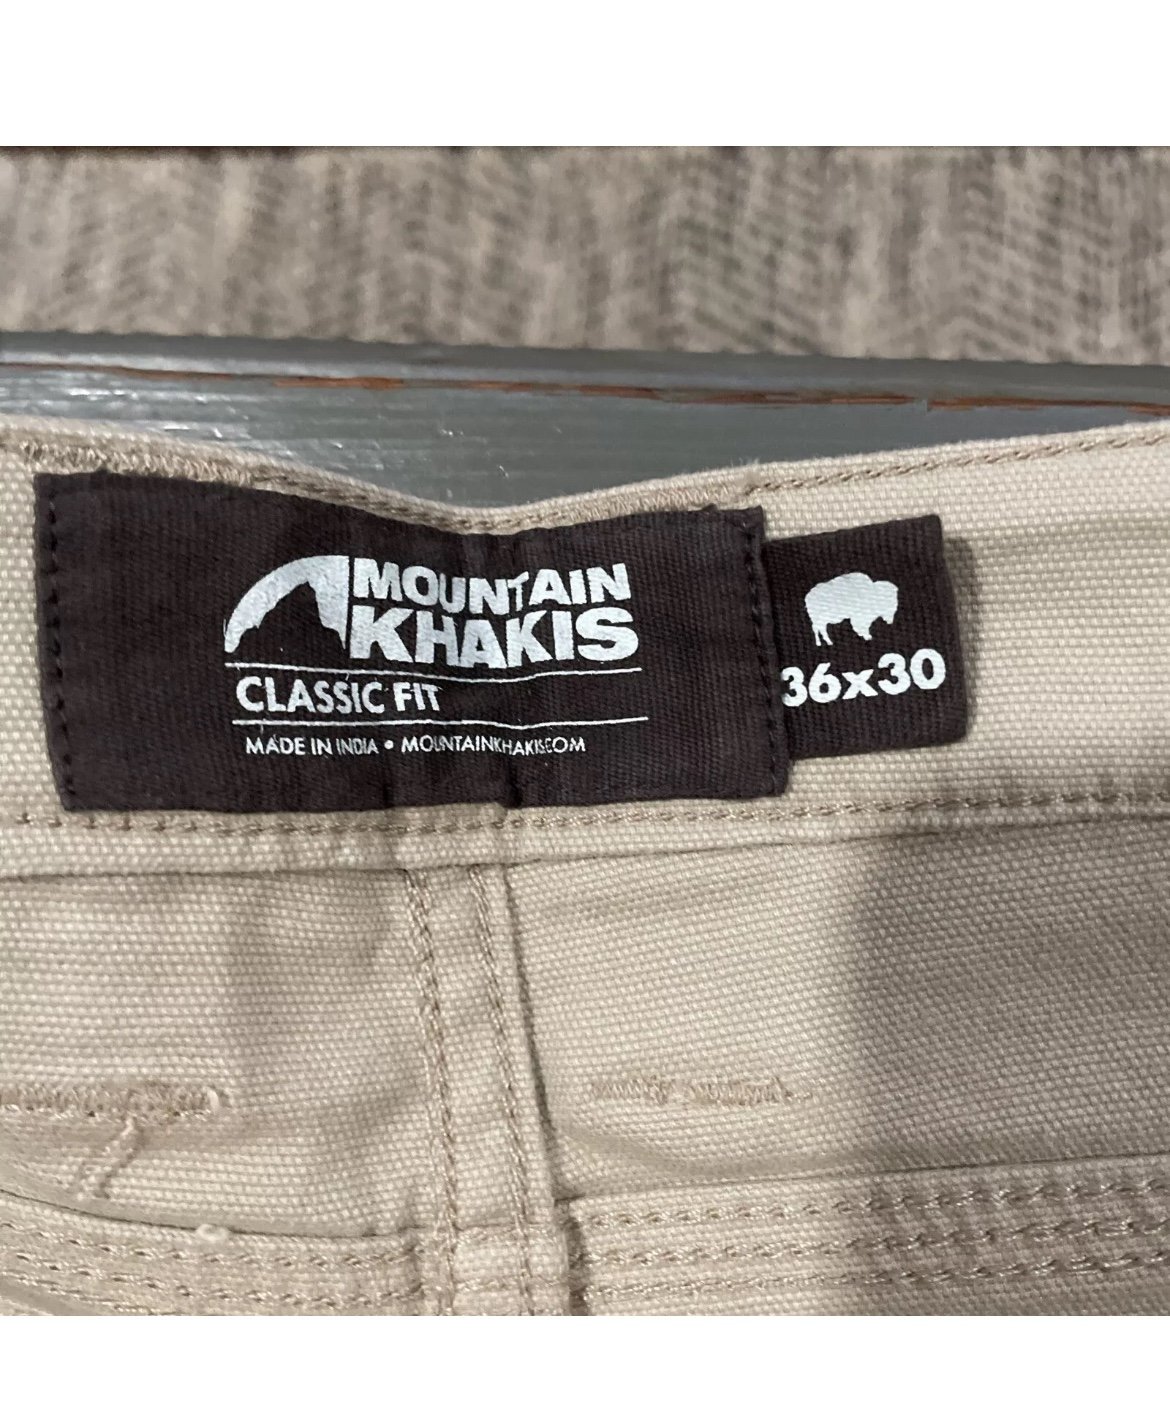 MOUNTAIN
KHAKIS
CLASSIC FIT
MADE IN INDIA • MOUNTAINKHAKIS.COM
36x30